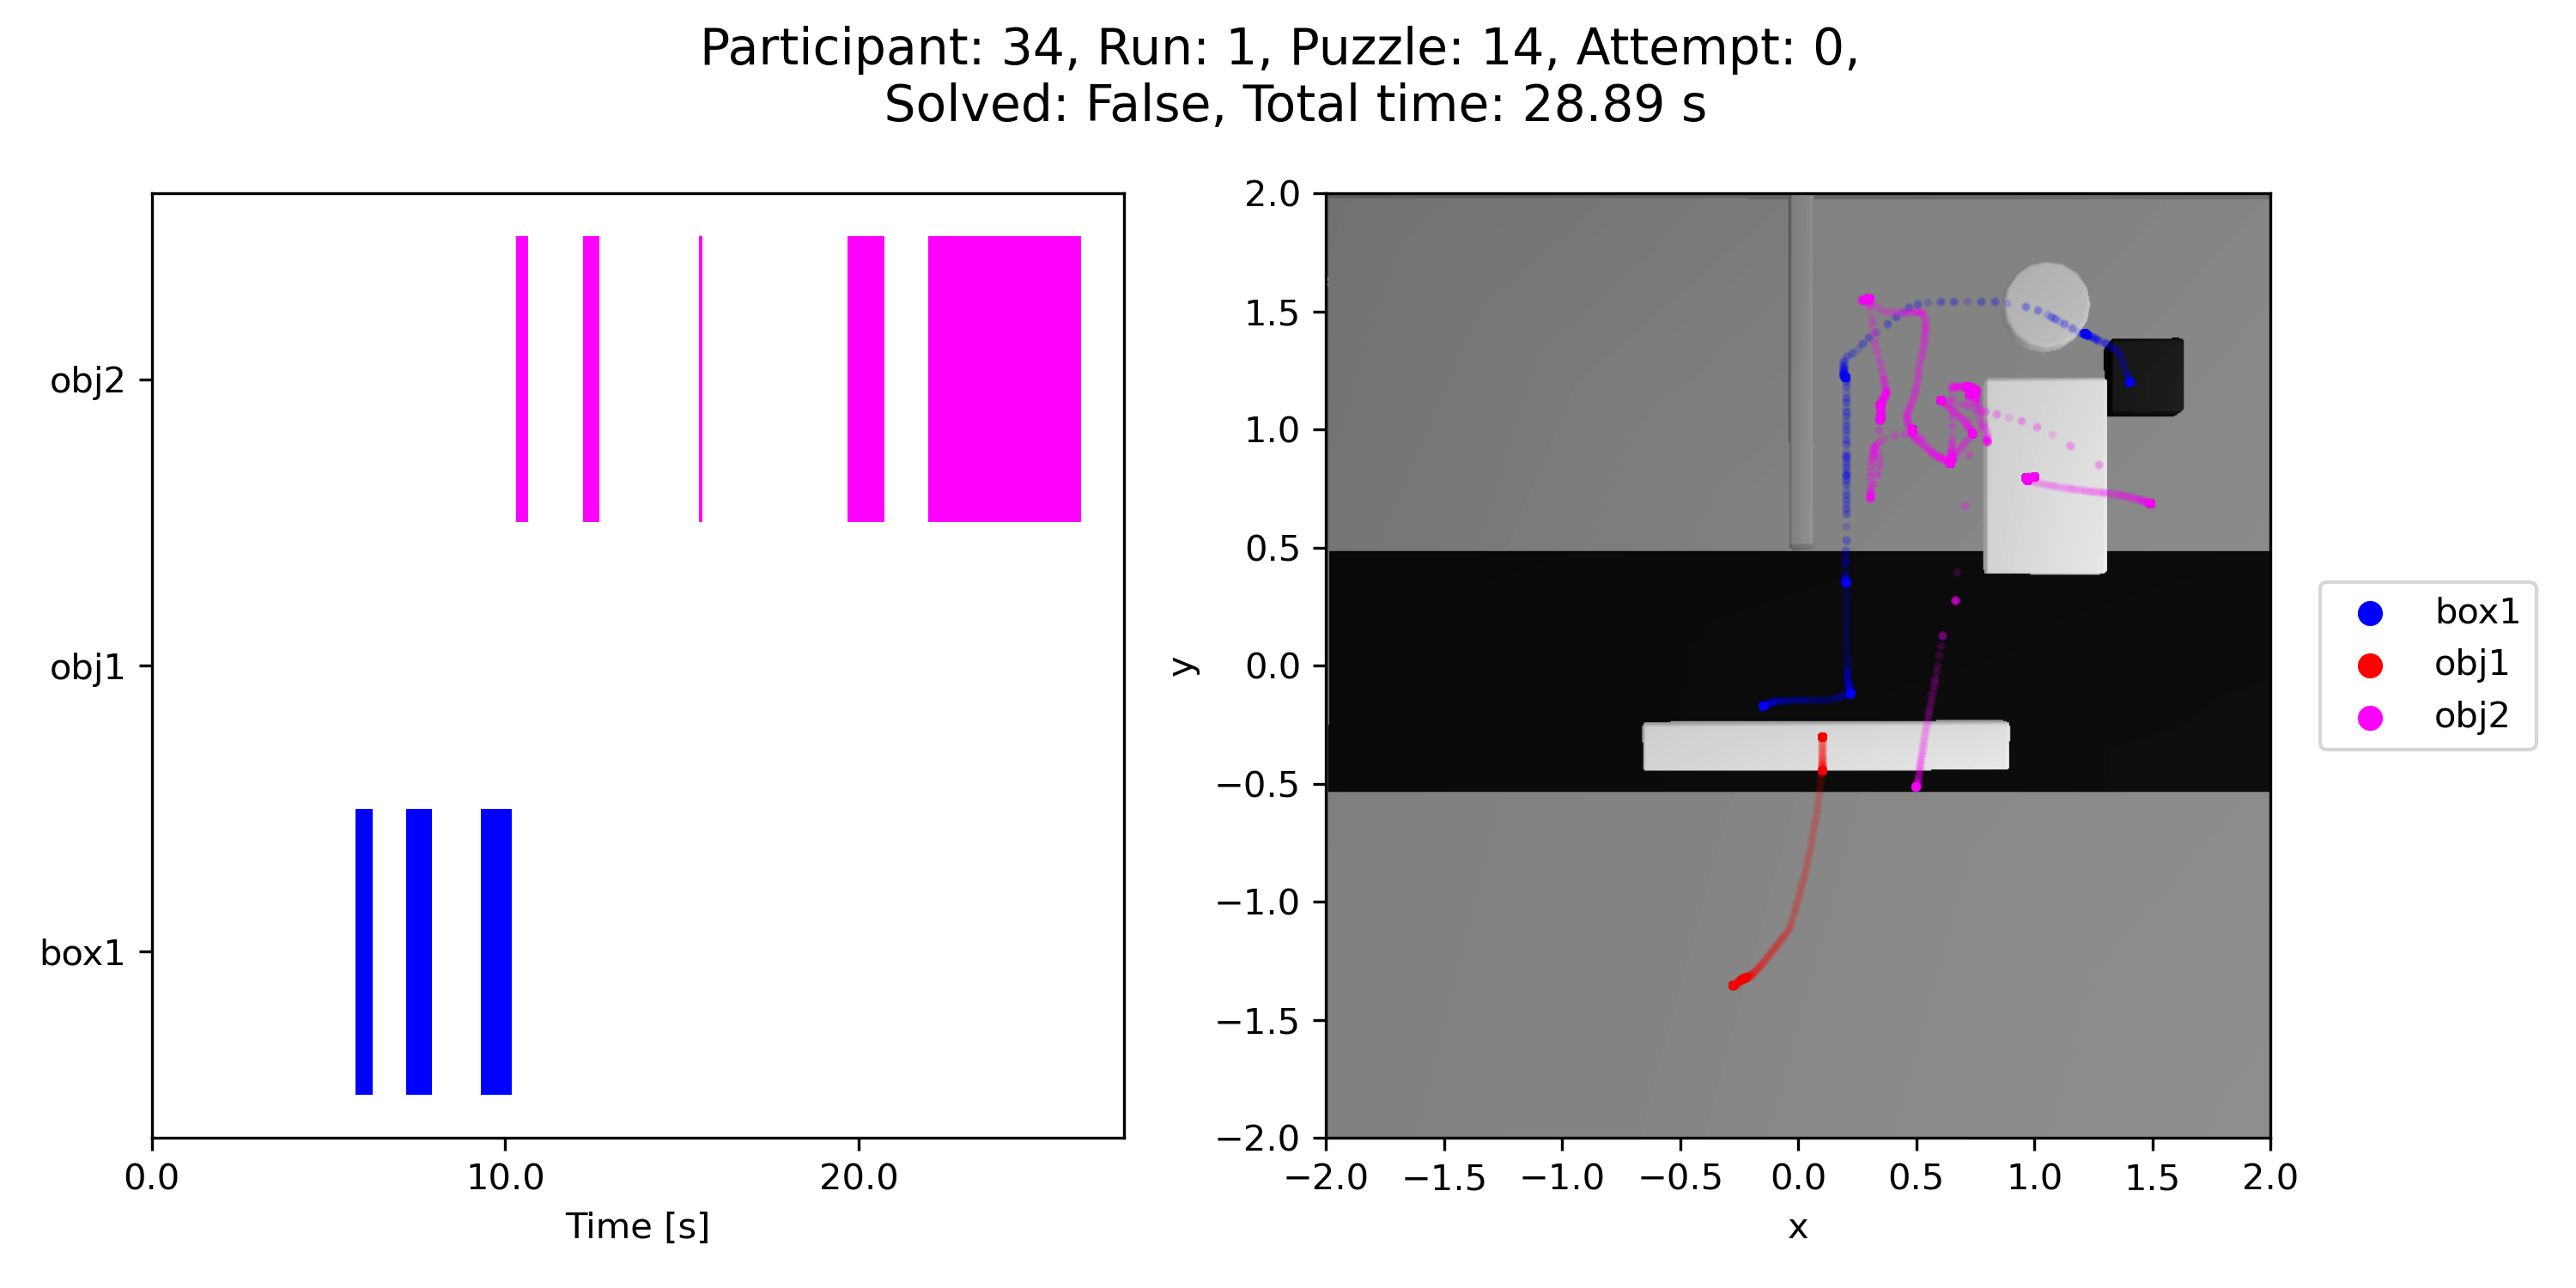 Participant: 34, Run: 1, Puzzle: 14, Attempt: 0,
Solved: False, Total time: 28.89 s
obj2
obj1
box1
0.0 10.0 20.0
Time [s]
2.0
1.5
1.0
0.5
0.0
−0.5
−1.0
−1.5
−2.0
y
−2.0 −1.5 −1.0 −0.5 0.0 0.5 1.0 1.5 2.0
x
box1
obj1
obj2